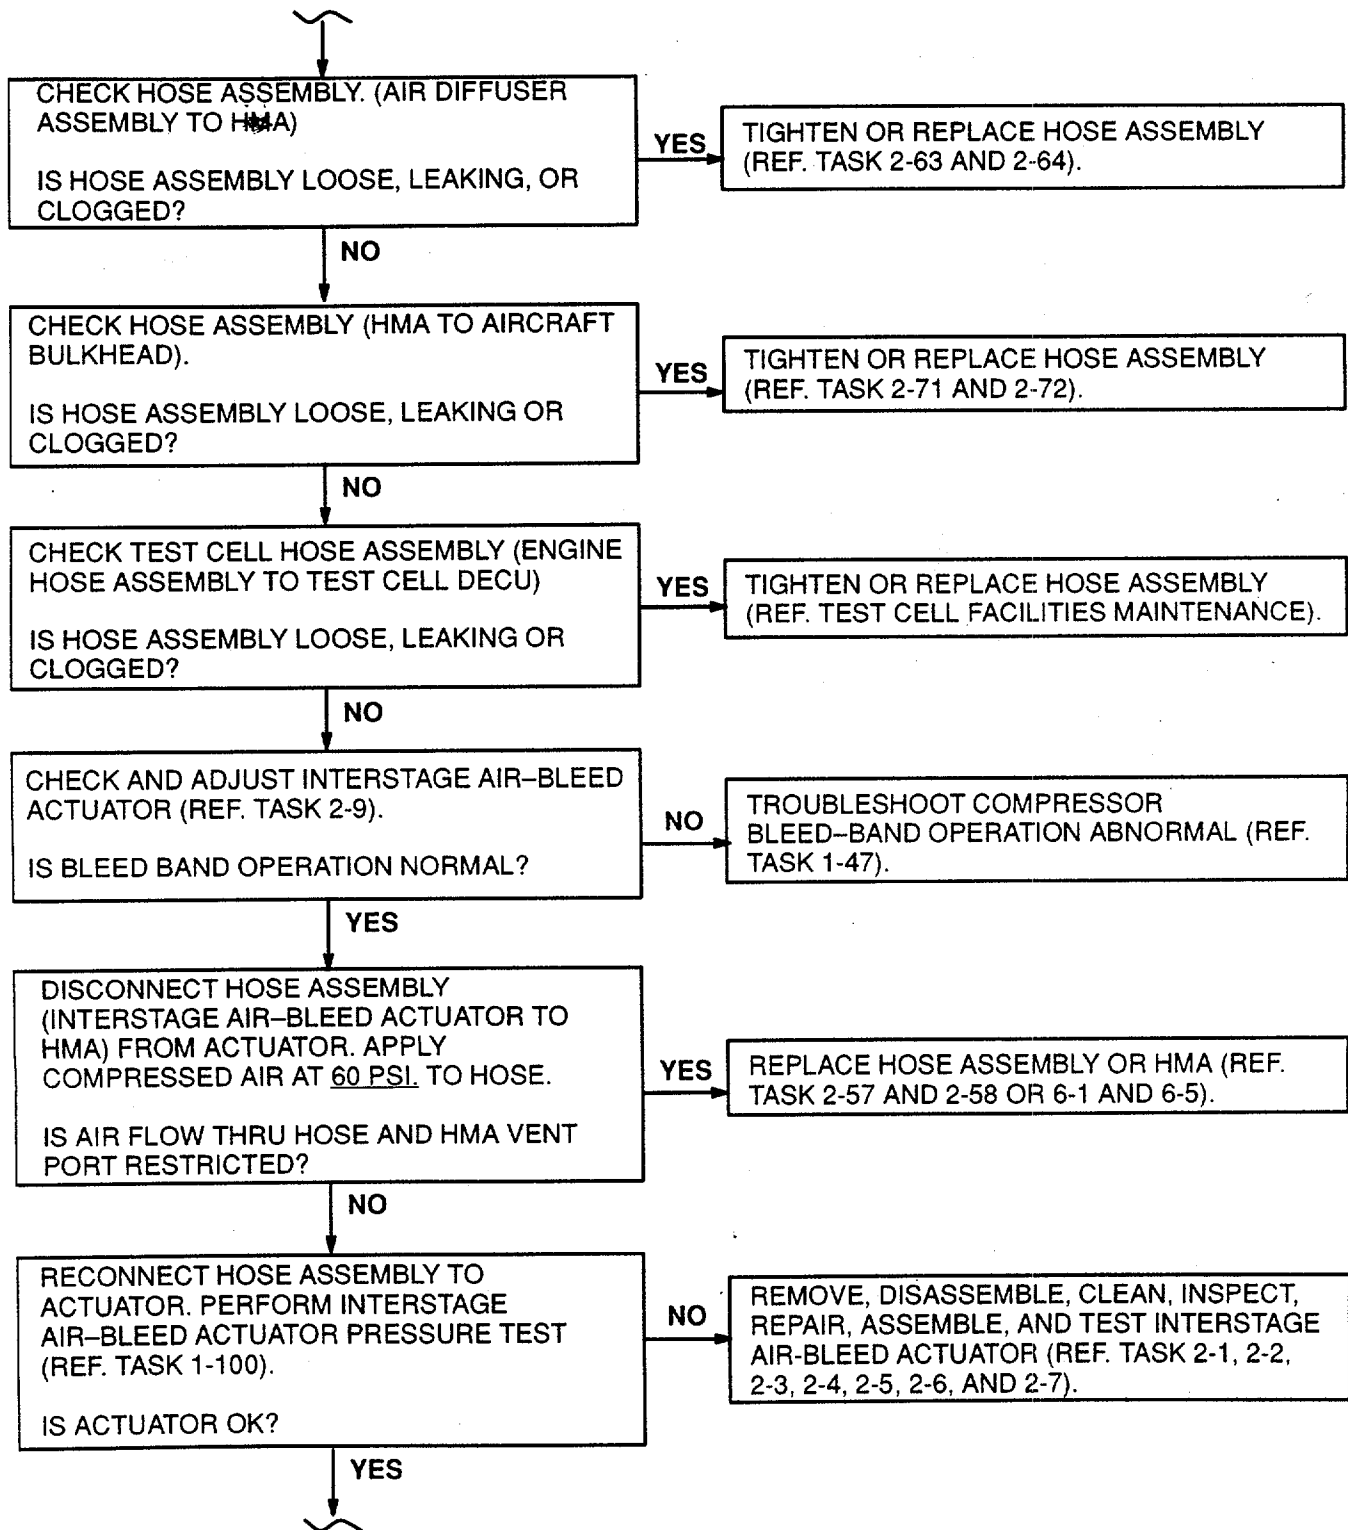 CHECK HOSE ASSEMBLY. (AIR DIFFUSER
ASSEMBLY TO HMA)
IS HOSE ASSEMBLY LOOSE, LEAKING, OR
CLOGGED?
YES
TIGHTEN OR REPLACE HOSE ASSEMBLY
(REF. TASK 2-63 AND 2-64).
NO
CHECK HOSE ASSEMBLY (HMA TO AIRCRAFT
BULKHEAD).
IS HOSE ASSEMBLY LOOSE, LEAKING OR
CLOGGED?
YES
TIGHTEN OR REPLACE HOSE ASSEMBLY
(REF. TASK 2-71 AND 2-72).
NO
CHECK TEST CELL HOSE ASSEMBLY (ENGINE
HOSE ASSEMBLY TO TEST CELL DECU)
IS HOSE ASSEMBLY LOOSE, LEAKING OR
CLOGGED?
YES
TIGHTEN OR REPLACE HOSE ASSEMBLY
(REF. TEST CELL FACILITIES MAINTENANCE).
NO
CHECK AND ADJUST INTERSTAGE AIR–BLEED
ACTUATOR (REF. TASK 2-9).
IS BLEED BAND OPERATION NORMAL?
NO
TROUBLESHOOT COMPRESSOR
BLEED–BAND OPERATION ABNORMAL (REF.
TASK 1-47).
YES
DISCONNECT HOSE ASSEMBLY
(INTERSTAGE AIR–BLEED ACTUATOR TO
HMA) FROM ACTUATOR. APPLY
COMPRESSED AIR AT 60 PSI. TO HOSE.
IS AIR FLOW THRU HOSE AND HMA VENT
PORT RESTRICTED?
YES
REPLACE HOSE ASSEMBLY OR HMA (REF.
TASK 2-57 AND 2-58 OR 6-1 AND 6-5).
NO
RECONNECT HOSE ASSEMBLY TO
ACTUATOR. PERFORM INTERSTAGE
AIR–BLEED ACTUATOR PRESSURE TEST
(REF. TASK 1-100).
IS ACTUATOR OK?
NO
REMOVE, DISASSEMBLE, CLEAN, INSPECT,
REPAIR, ASSEMBLE, AND TEST INTERSTAGE
AIR-BLEED ACTUATOR (REF. TASK 2-1, 2-2,
2-3, 2-4, 2-5, 2-6, AND 2-7).
YES